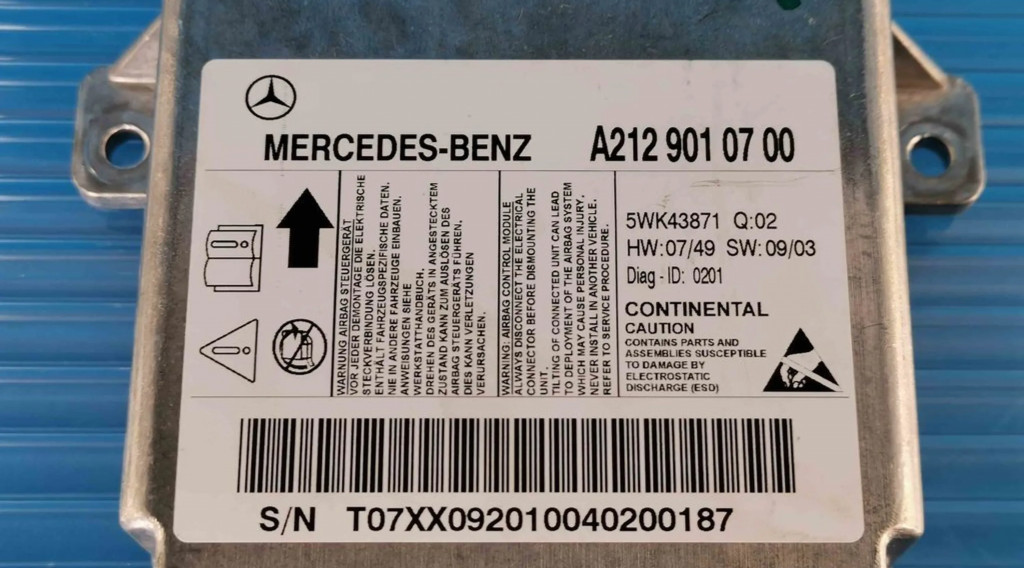 MERCEDES-BENZ A212 901 07 00
WARNUNG AIRBAG STEUERGERÄT
VOR JEDER DEMONTAGE DIE ELEKTRISCHE
STECKVERBINDUNG LÖSEN.
ENTHÄLT FAHRZEUGSPEZIFISCHE DATEN.
NIE IN ANDERE FAHRZEUGE EINBAUEN.
ANWEISUNGEN SIEHE
WERKSTATTHANDBUCH.
DREHEN DES GERÄTS IN ANGESTECKTEM
ZUSTAND KANN ZUM AUSLÖSEN DES
AIRBAG STEUERGERÄTS FÜHREN.
DIES KANN VERLETZUNGEN
VERURSACHEN.
WARNING: AIRBAG CONTROL MODULE
ALWAYS DISCONNECT THE ELECTRICAL
CONNECTOR BEFORE DISMOUNTING THE
UNIT.
TILTING OF CONNECTED UNIT CAN LEAD
TO DEPLOYMENT OF THE AIRBAG SYSTEM
WHICH MAY CAUSE PERSONAL INJURY.
NEVER INSTALL IN ANOTHER VEHICLE.
REFER TO SERVICE PROCEDURE.
5WK43871 Q:02
HW:07/49 SW:09/03
Diag-ID: 0201
CONTINENTAL
CAUTION
CONTAINS PARTS AND
ASSEMBLIES SUSCEPTIBLE
TO DAMAGE BY
ELECTROSTATIC
DISCHARGE (ESD)
S/N T07XX092010040200187